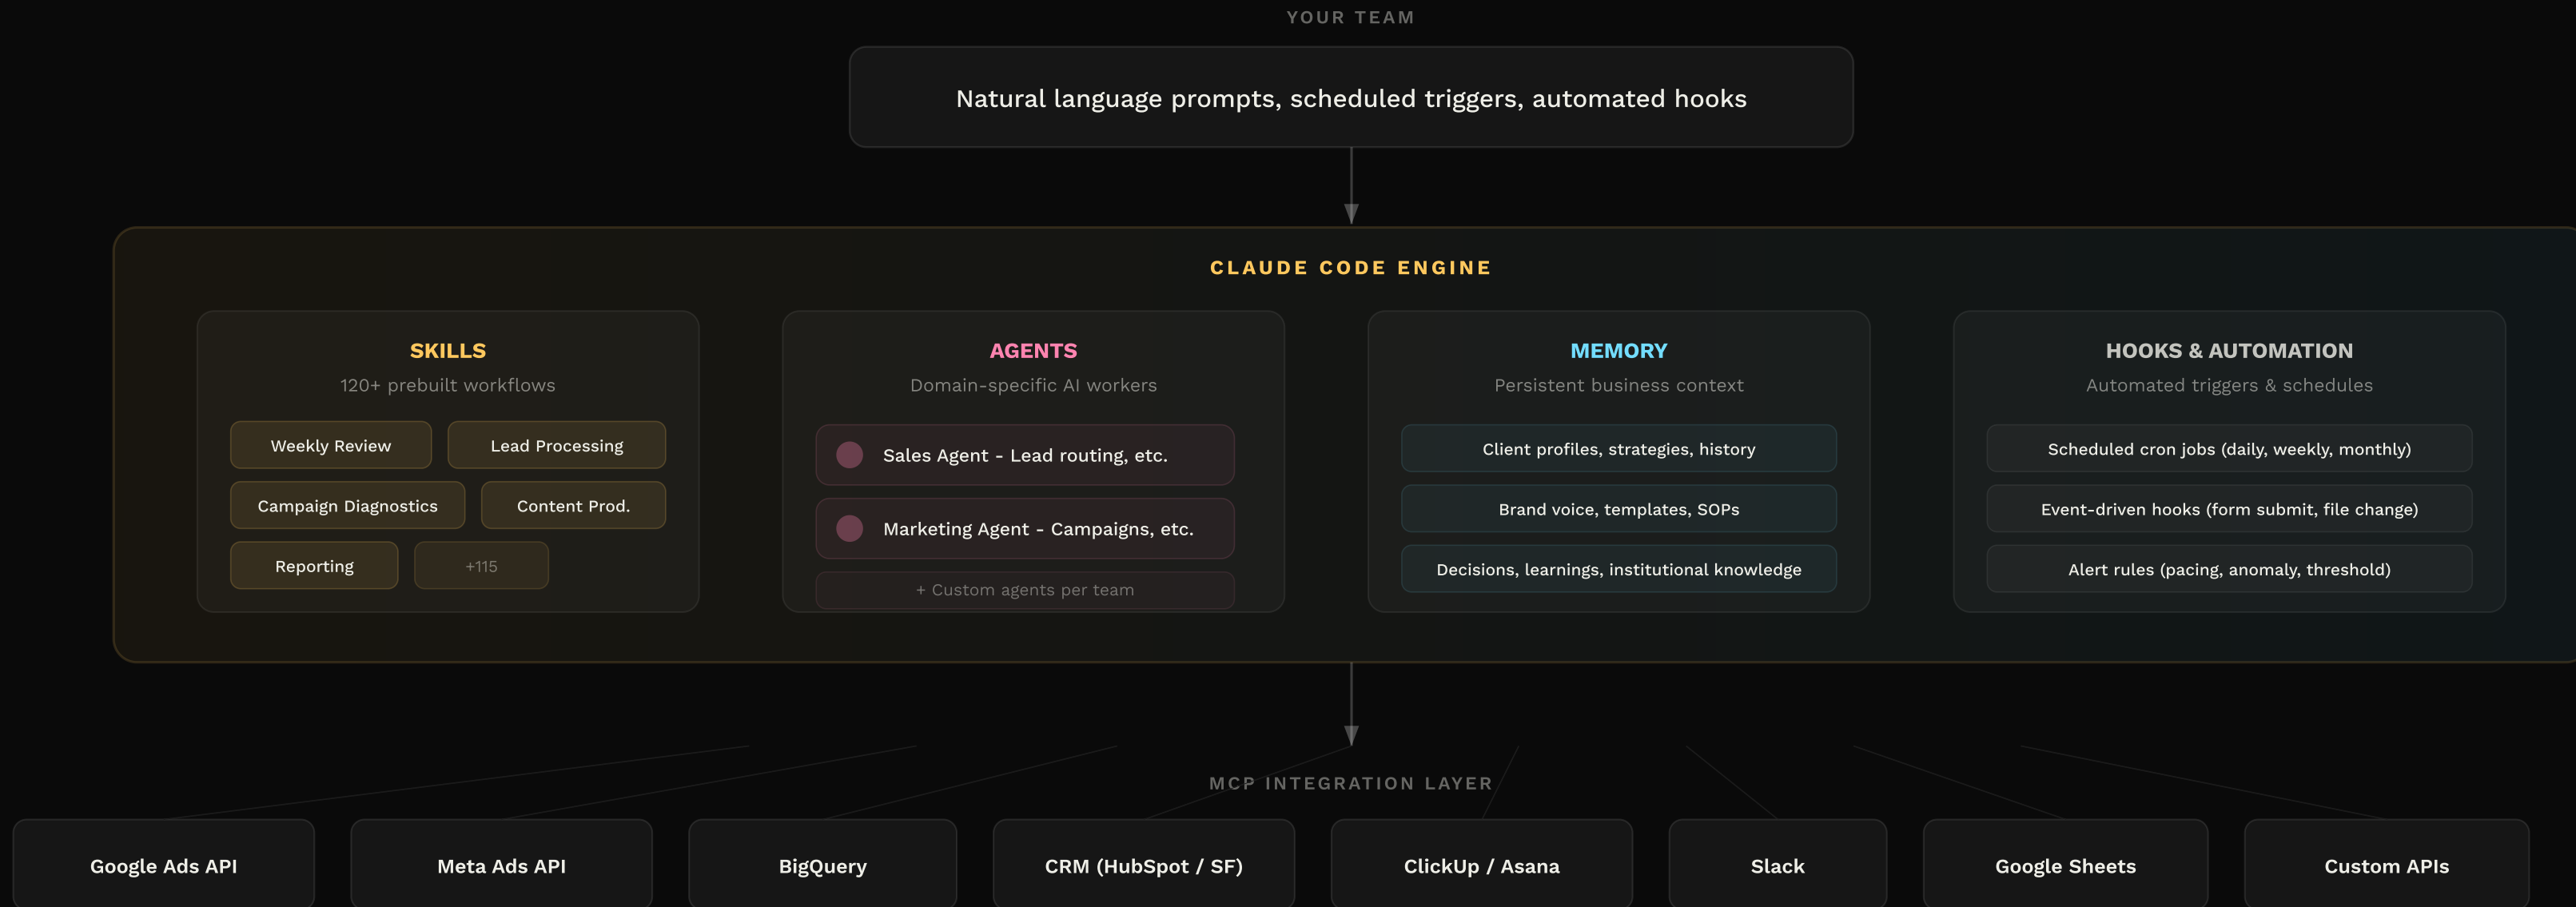 YOUR TEAM
Natural language prompts, scheduled triggers, automated hooks
CLAUDE CODE ENGINE
SKILLS
120+ prebuilt workflows
Weekly Review
Lead Processing
Campaign Diagnostics
Content Prod.
Reporting
+115
AGENTS
Domain-specific AI workers
Sales Agent - Lead routing, etc.
Marketing Agent - Campaigns, etc.
+ Custom agents per team
MEMORY
Persistent business context
Client profiles, strategies, history
Brand voice, templates, SOPs
Decisions, learnings, institutional knowledge
HOOKS & AUTOMATION
Automated triggers & schedules
Scheduled cron jobs (daily, weekly, monthly)
Event-driven hooks (form submit, file change)
Alert rules (pacing, anomaly, threshold)
MCP INTEGRATION LAYER
Google Ads API
Meta Ads API
BigQuery
CRM (HubSpot / SF)
ClickUp / Asana
Slack
Google Sheets
Custom APIs